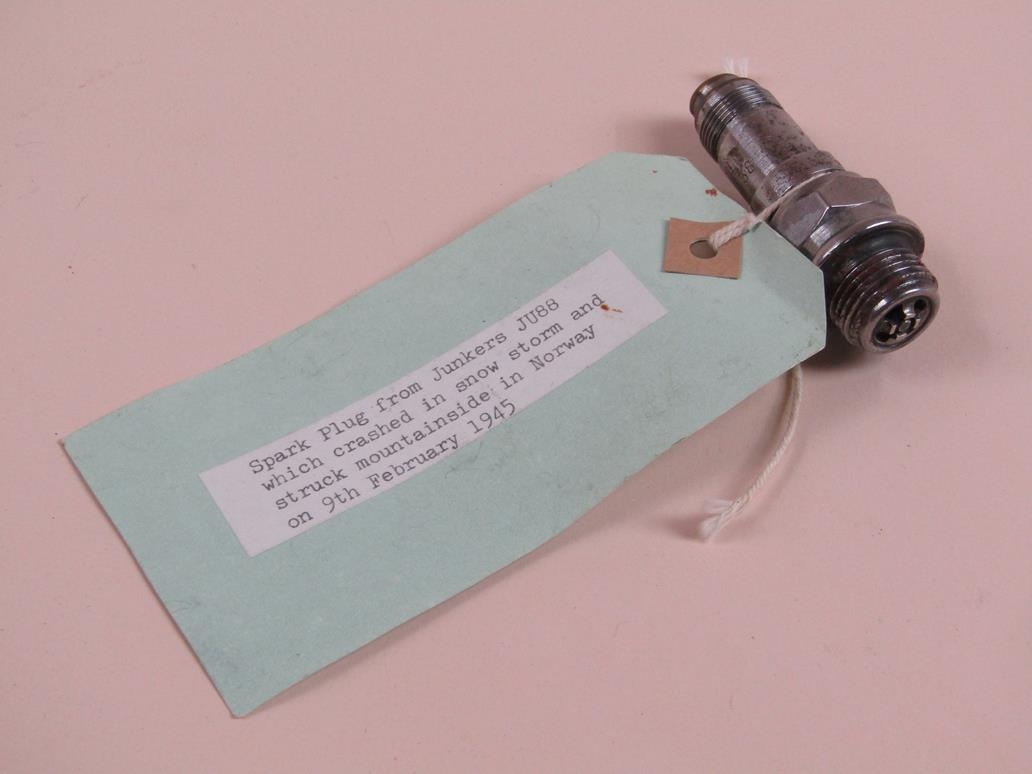 Spark Plug from Junkers JU88
which crashed in snow storm and
struck mountainside in Norway
on 9th February 1945